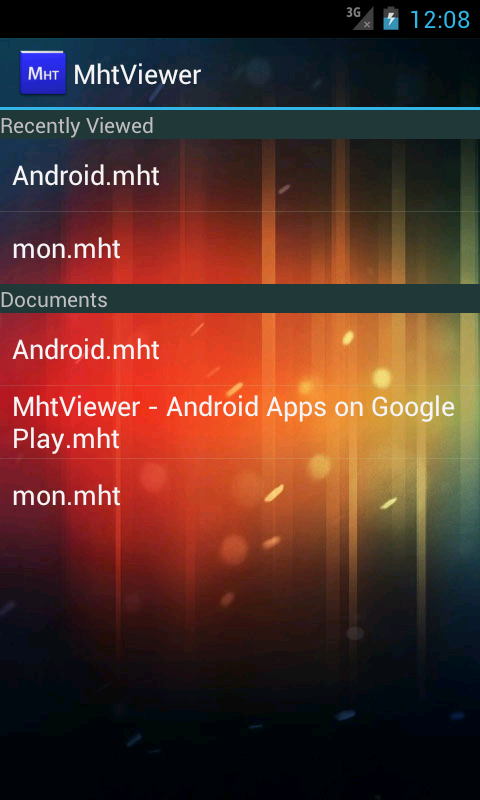 3G
12:08
MHT MhtViewer
Recently Viewed
Android.mht
mon.mht
Documents
Android.mht
MhtViewer - Android Apps on Google
Play.mht
mon.mht